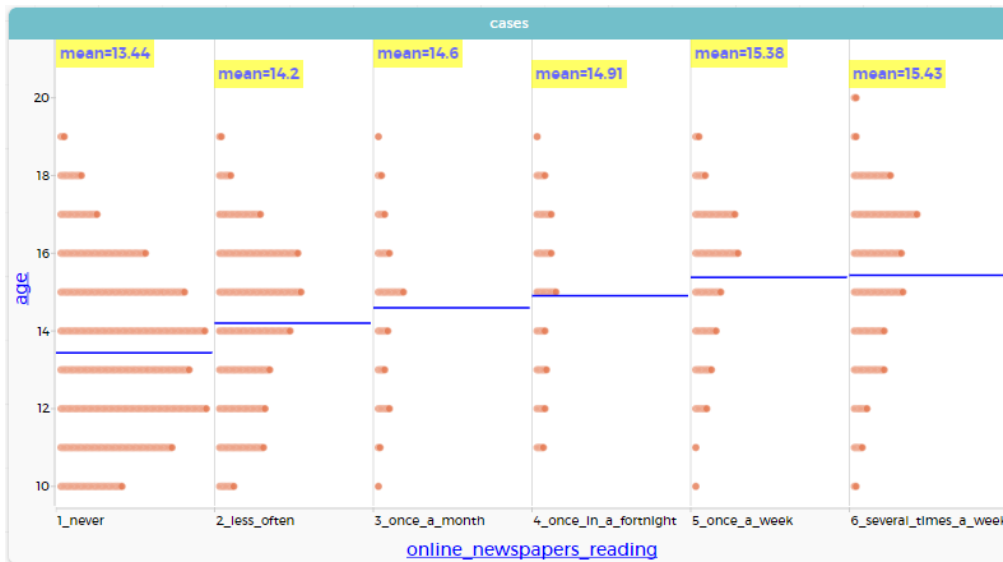 cases
mean=13.44
mean=14.2
mean=14.6
mean=14.91
mean=15.38
mean=15.43
20
18
16
14
12
10
age
1_never
2_less_often
3_once_a_month
4_once_in_a_fortnight
5_once_a_week
6_several_times_a_week
online_newspapers_reading